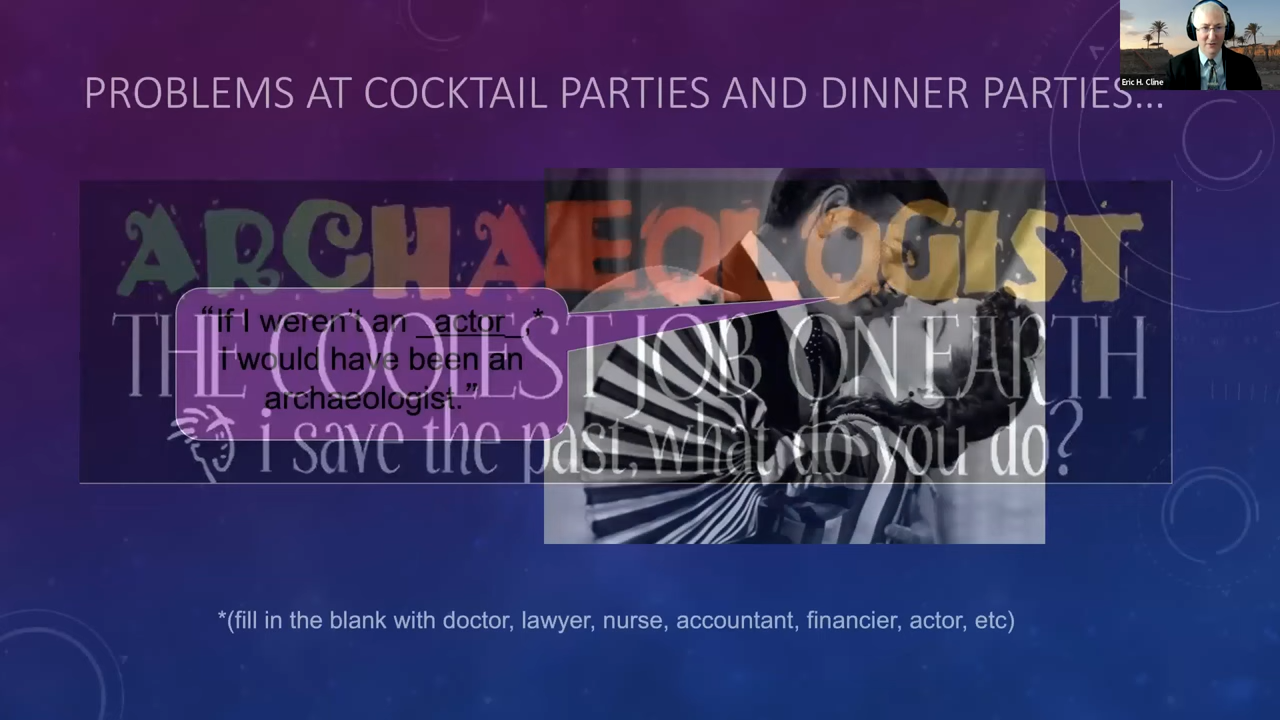 PROBLEMS AT COCKTAIL PARTIES AND DINNER PARTIES...
Eric H. Cline
ARCHAEOLOGIST
"If I weren't an _actor_,*
I would have been an
archaeologist."
THE COOLEST JOB ON EARTH
i save the past, what do you do?
*(fill in the blank with doctor, lawyer, nurse, accountant, financier, actor, etc)